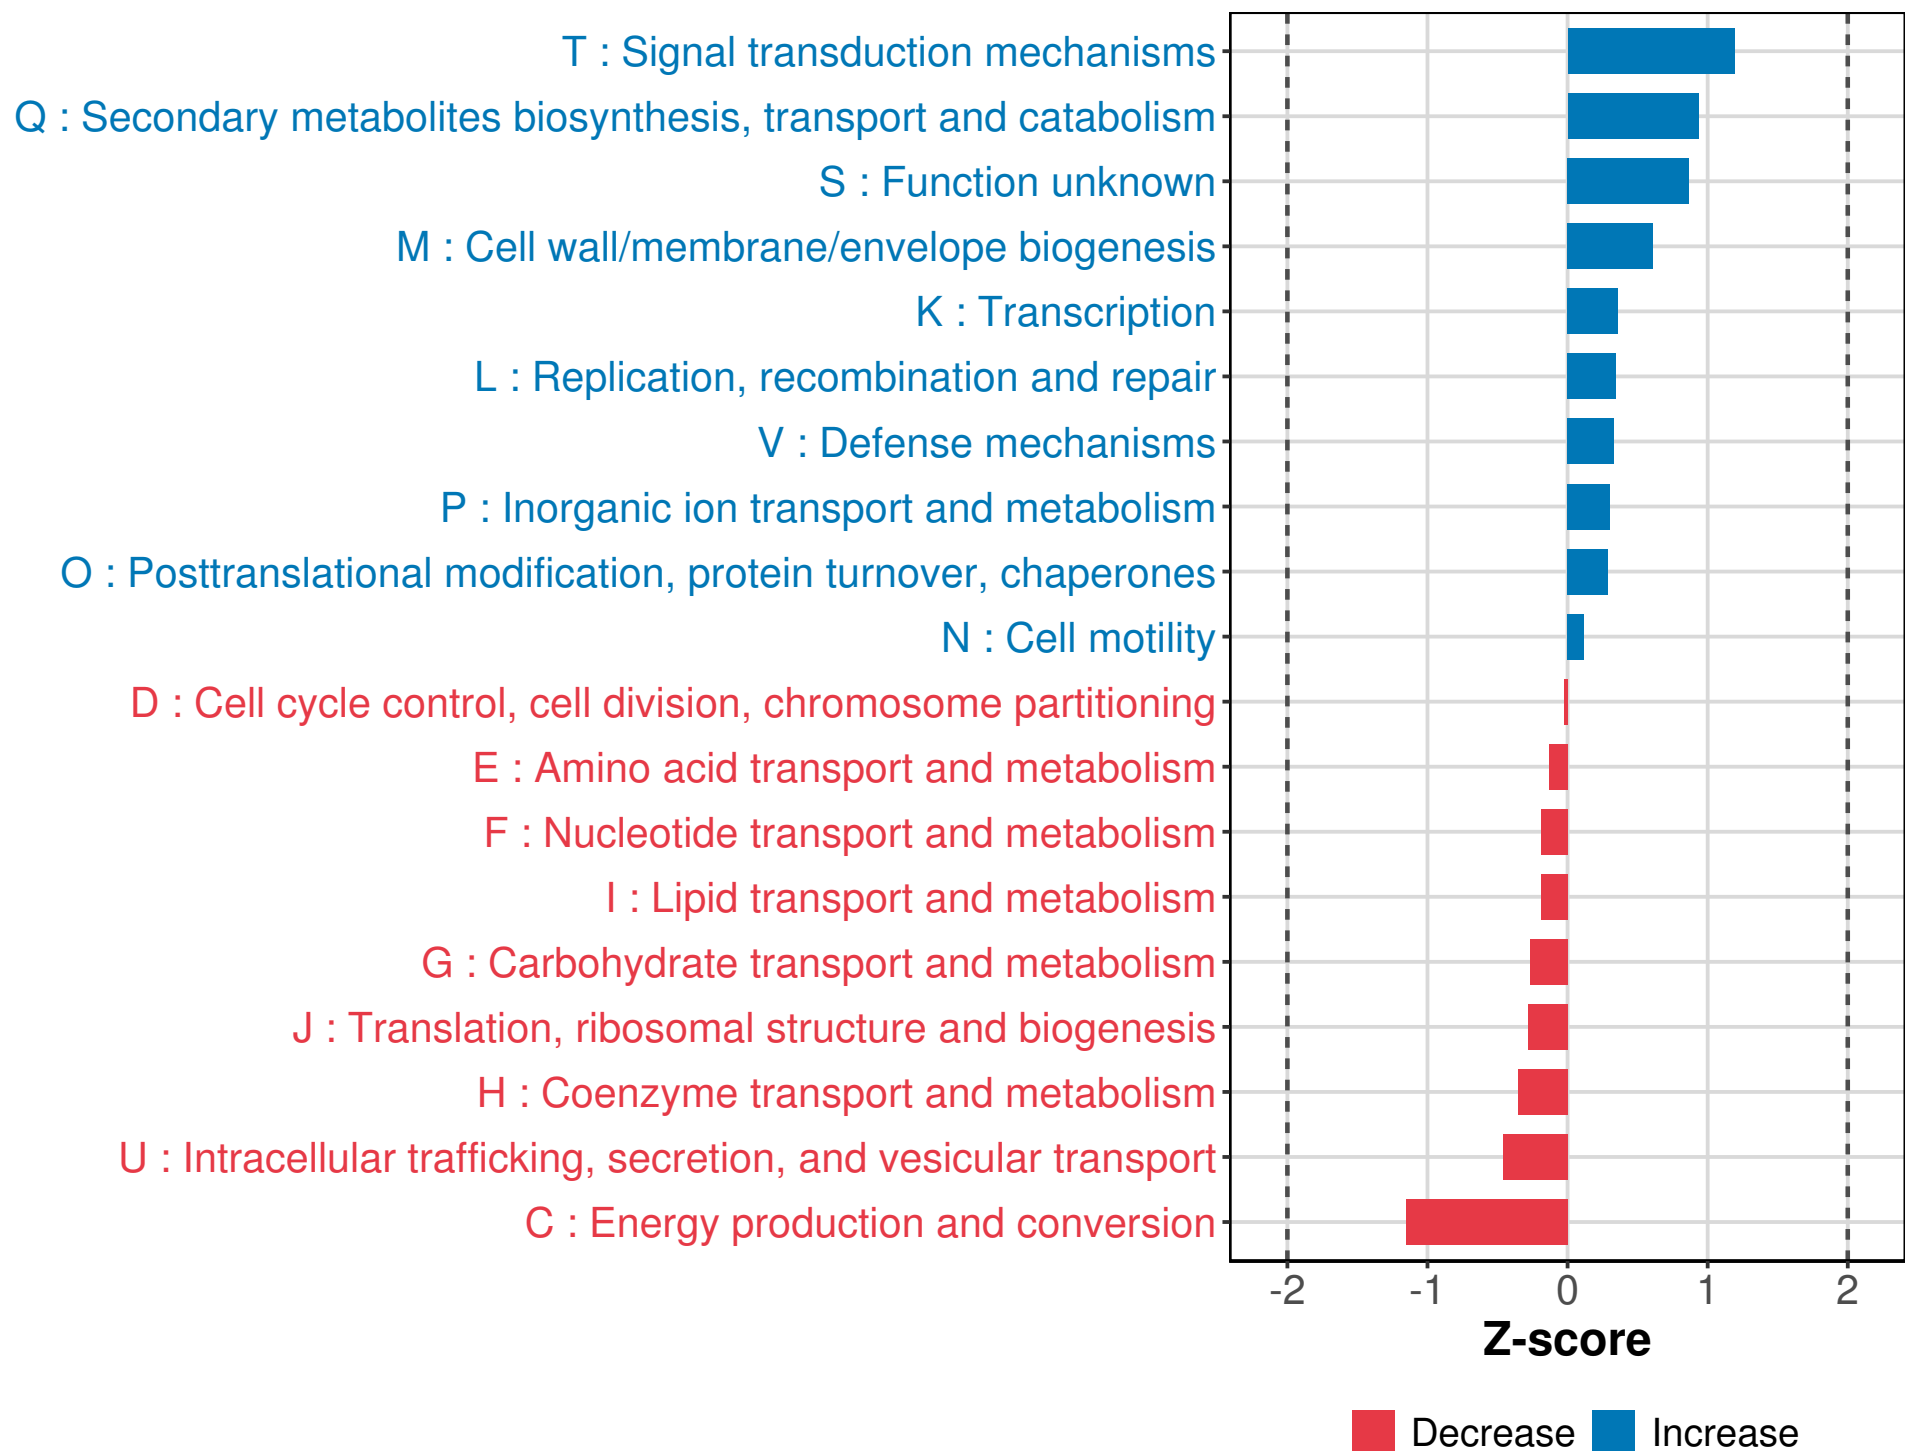 T : Signal transduction mechanisms
Q : Secondary metabolites biosynthesis, transport and catabolism
S : Function unknown
M : Cell wall/membrane/envelope biogenesis
K : Transcription
L : Replication, recombination and repair
V : Defense mechanisms
P : Inorganic ion transport and metabolism
O : Posttranslational modification, protein turnover, chaperones
N : Cell motility
D : Cell cycle control, cell division, chromosome partitioning
E : Amino acid transport and metabolism
F : Nucleotide transport and metabolism
I : Lipid transport and metabolism
G : Carbohydrate transport and metabolism
J : Translation, ribosomal structure and biogenesis
H : Coenzyme transport and metabolism
U : Intracellular trafficking, secretion, and vesicular transport
C : Energy production and conversion
-2 -1 0 1 2
Z-score
Decrease Increase